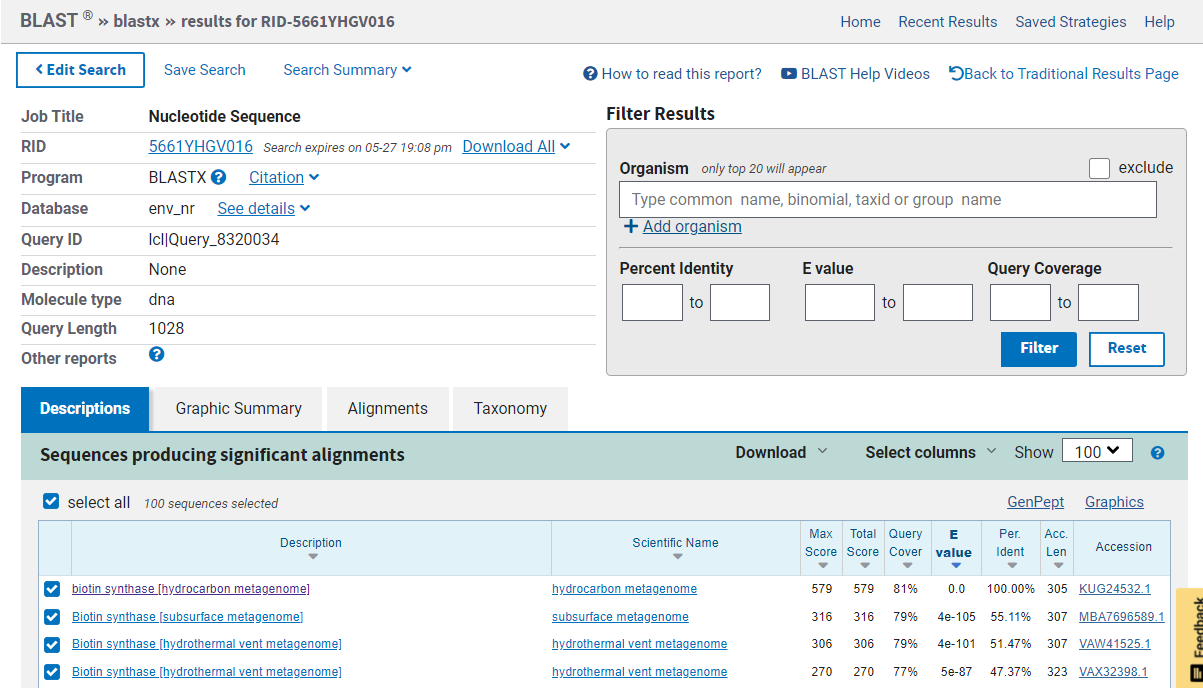 BLAST ® » blastx » results for RID-5661YHGV016
Home Recent Results Saved Strategies Help
Edit Search Save Search Search Summary
How to read this report? BLAST Help Videos Back to Traditional Results Page
Job Title Nucleotide Sequence
RID 5661YHGV016 Search expires on 05-27 19:08 pm Download All
Program BLASTX Citation
Database env_nr See details
Query ID lcl|Query_8320034
Description None
Molecule type dna
Query Length 1028
Other reports
Filter Results
Organism only top 20 will appear exclude
Type common name, binomial, taxid or group name
Add organism
Percent Identity E value Query Coverage
to to to
Filter Reset
Descriptions Graphic Summary Alignments Taxonomy
Sequences producing significant alignments Download Select columns Show 100
select all 100 sequences selected GenPept Graphics
Description Scientific Name Max Score Total Score Query Cover E value Per. Ident Acc. Len Accession
biotin synthase [hydrocarbon metagenome] hydrocarbon metagenome 579 579 81% 0.0 100.00% 305 KUG24532.1
Biotin synthase [subsurface metagenome] subsurface metagenome 316 316 79% 4e-105 55.11% 307 MBA7696589.1
Biotin synthase [hydrothermal vent metagenome] hydrothermal vent metagenome 306 306 79% 4e-101 51.47% 307 VAW41525.1
Biotin synthase [hydrothermal vent metagenome] hydrothermal vent metagenome 270 270 77% 5e-87 47.37% 323 VAX32398.1
Feedback